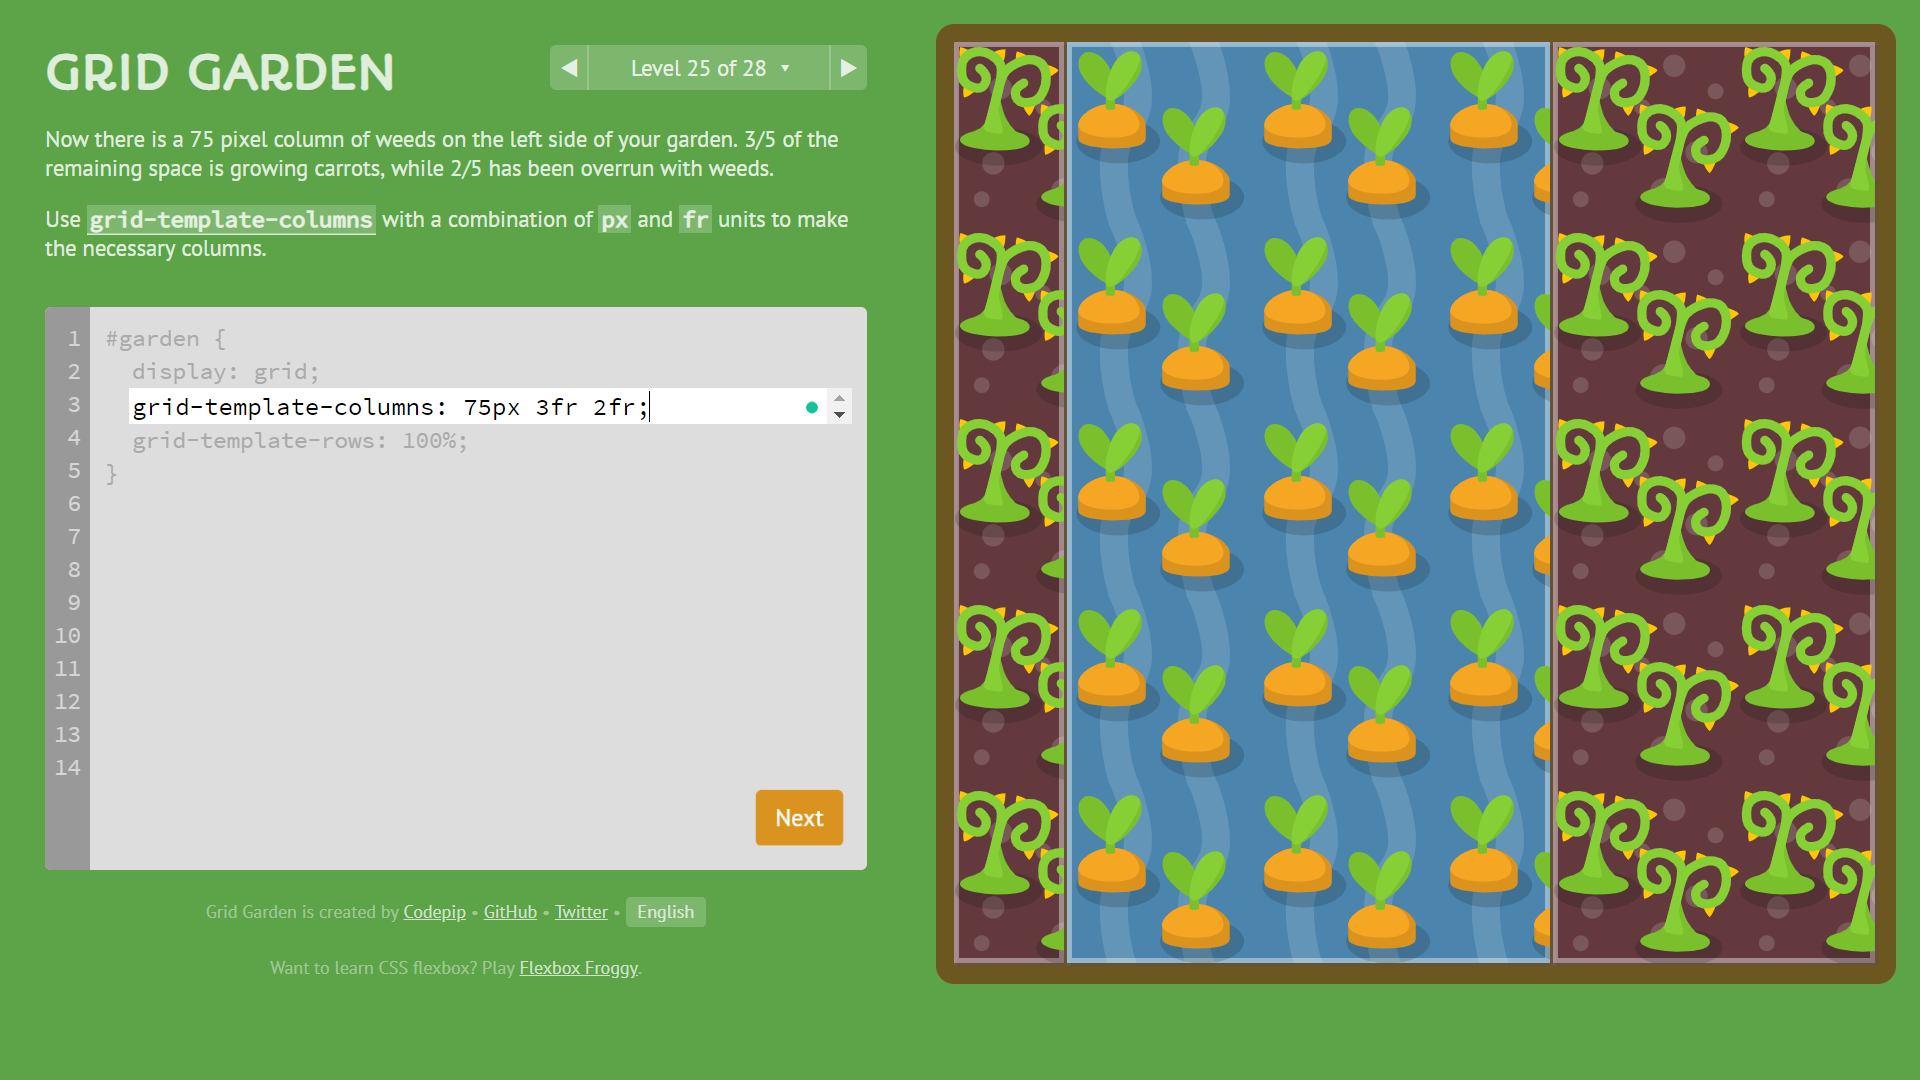 GRID GARDEN
Level 25 of 28 ▾
Now there is a 75 pixel column of weeds on the left side of your garden. 3/5 of the
remaining space is growing carrots, while 2/5 has been overrun with weeds.
Use grid-template-columns with a combination of px and fr units to make
the necessary columns.
1 #garden {
2 display: grid;
3 grid-template-columns: 75px 3fr 2fr;
4 grid-template-rows: 100%;
5 }
6
7
8
9
10
11
12
13
14
Next
Grid Garden is created by Codepip • GitHub • Twitter • English
Want to learn CSS flexbox? Play Flexbox Froggy.